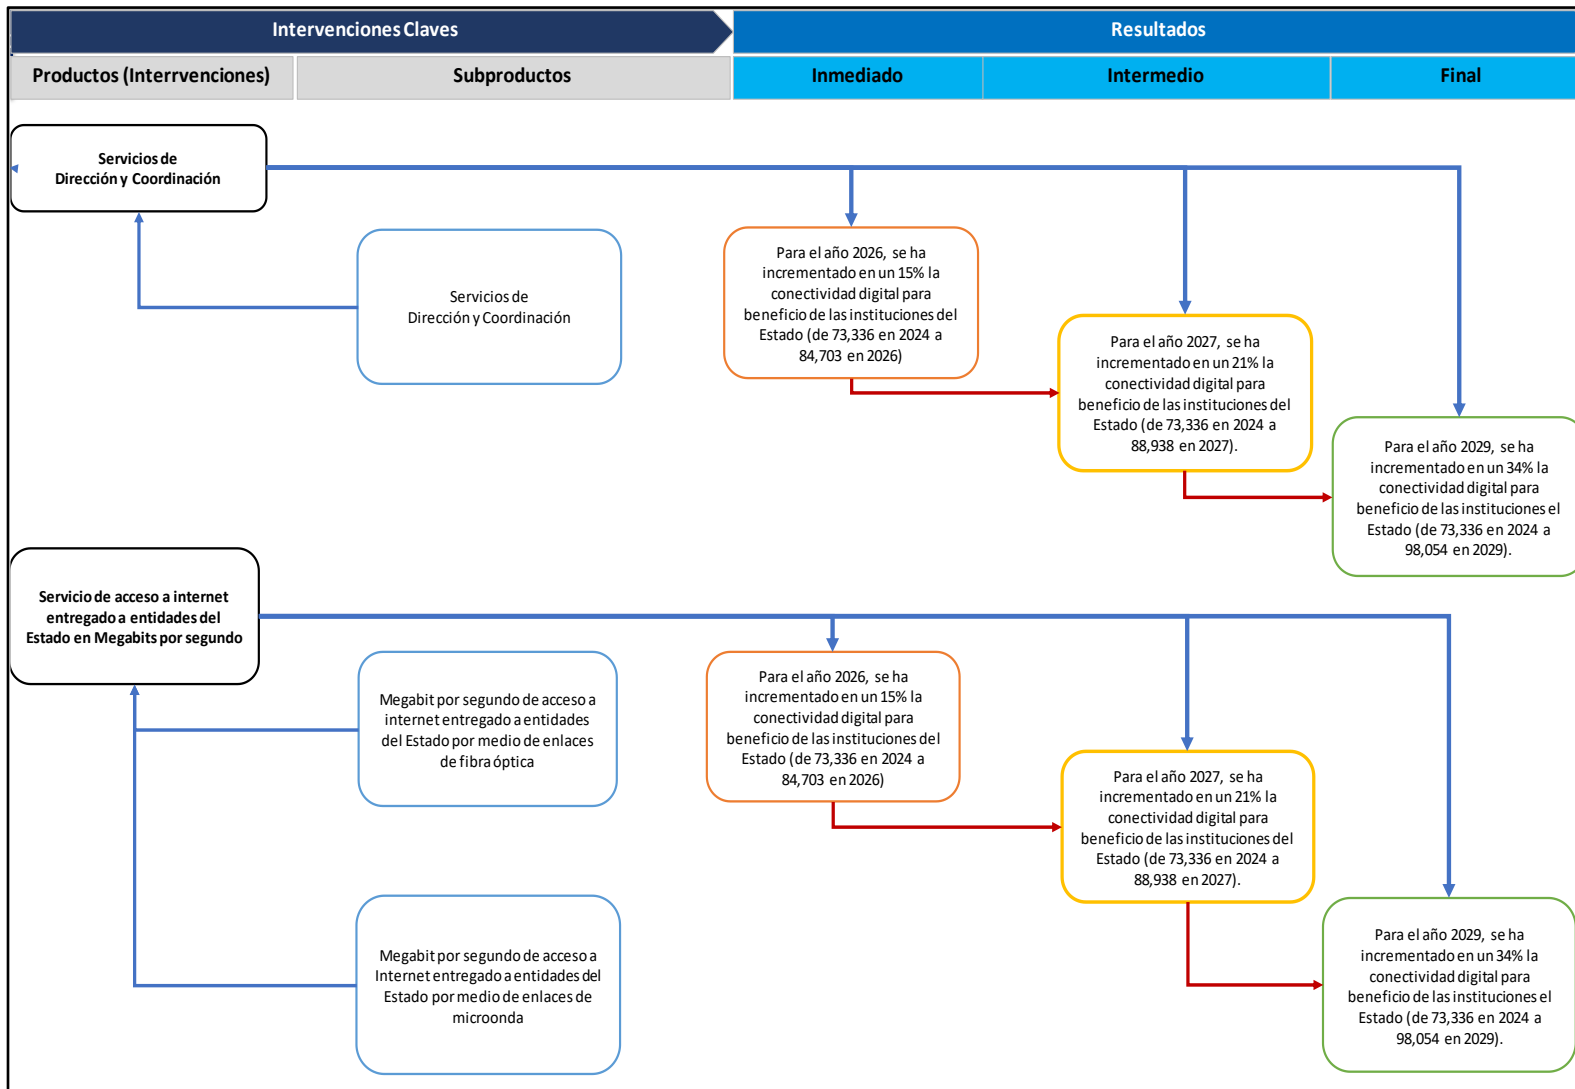 Intervenciones Claves
Resultados
Productos (Interrvenciones)
Subproductos
Inmediado
Intermedio
Final
Servicios de
Dirección y Coordinación
Servicios de
Dirección y Coordinación
Para el año 2026, se ha
incrementado en un 15% la
conectividad digital para
beneficio de las instituciones del
Estado (de 73,336 en 2024 a
84,703 en 2026)
Para el año 2027, se ha
incrementado en un 21% la
conectividad digital para
beneficio de las instituciones del
Estado (de 73,336 en 2024 a
88,938 en 2027).
Para el año 2029, se ha
incrementado en un 34% la
conectividad digital para
beneficio de las instituciones el
Estado (de 73,336 en 2024 a
98,054 en 2029).
Servicio de acceso a internet
entregado a entidades del
Estado en Megabits por segundo
Megabit por segundo de acceso a
internet entregado a entidades
del Estado por medio de enlaces
de fibra óptica
Megabit por segundo de acceso a
Internet entregado a entidades del
Estado por medio de enlaces de
microonda
Para el año 2026, se ha
incrementado en un 15% la
conectividad digital para
beneficio de las instituciones del
Estado (de 73,336 en 2024 a
84,703 en 2026)
Para el año 2027, se ha
incrementado en un 21% la
conectividad digital para
beneficio de las instituciones del
Estado (de 73,336 en 2024 a
88,938 en 2027).
Para el año 2029, se ha
incrementado en un 34% la
conectividad digital para
beneficio de las instituciones el
Estado (de 73,336 en 2024 a
98,054 en 2029).